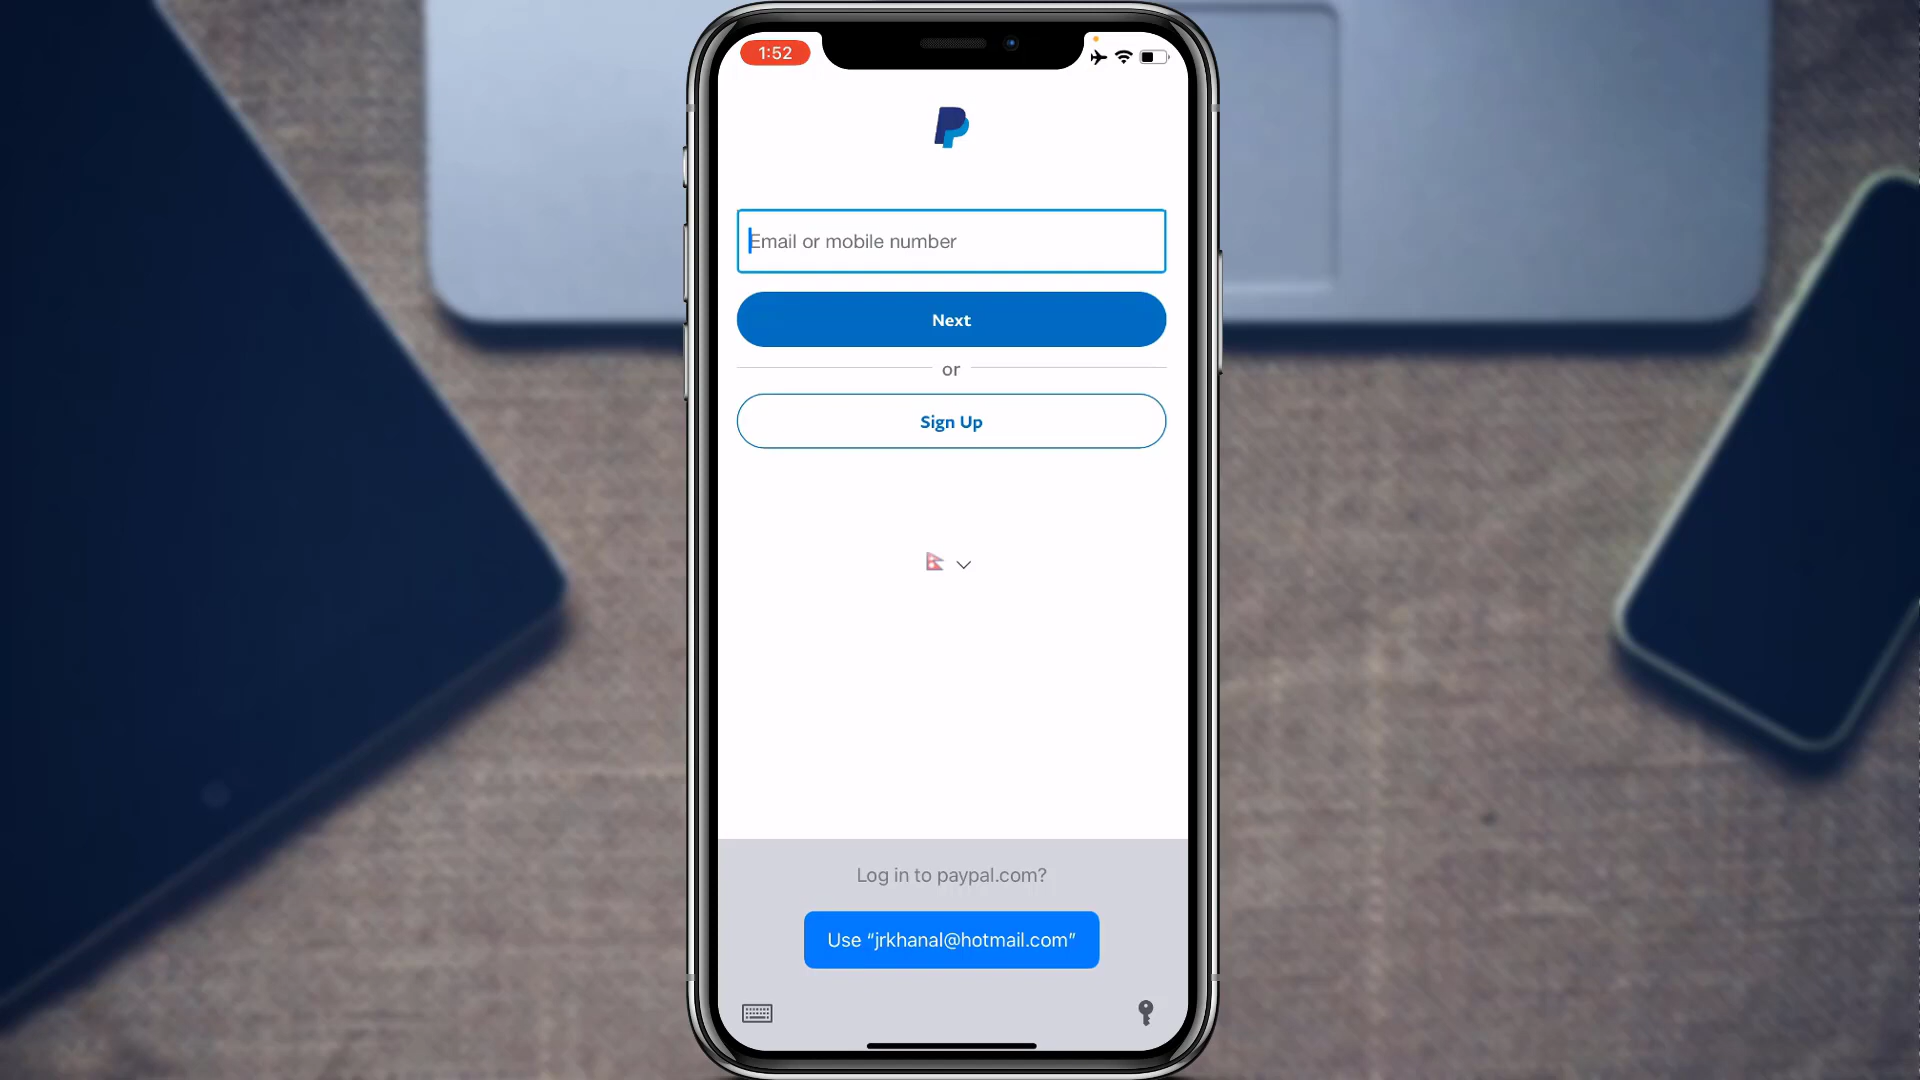 1:52
Email or mobile number
Next
or
Sign Up
Log in to paypal.com?
Use “jrkhanal@hotmail.com”